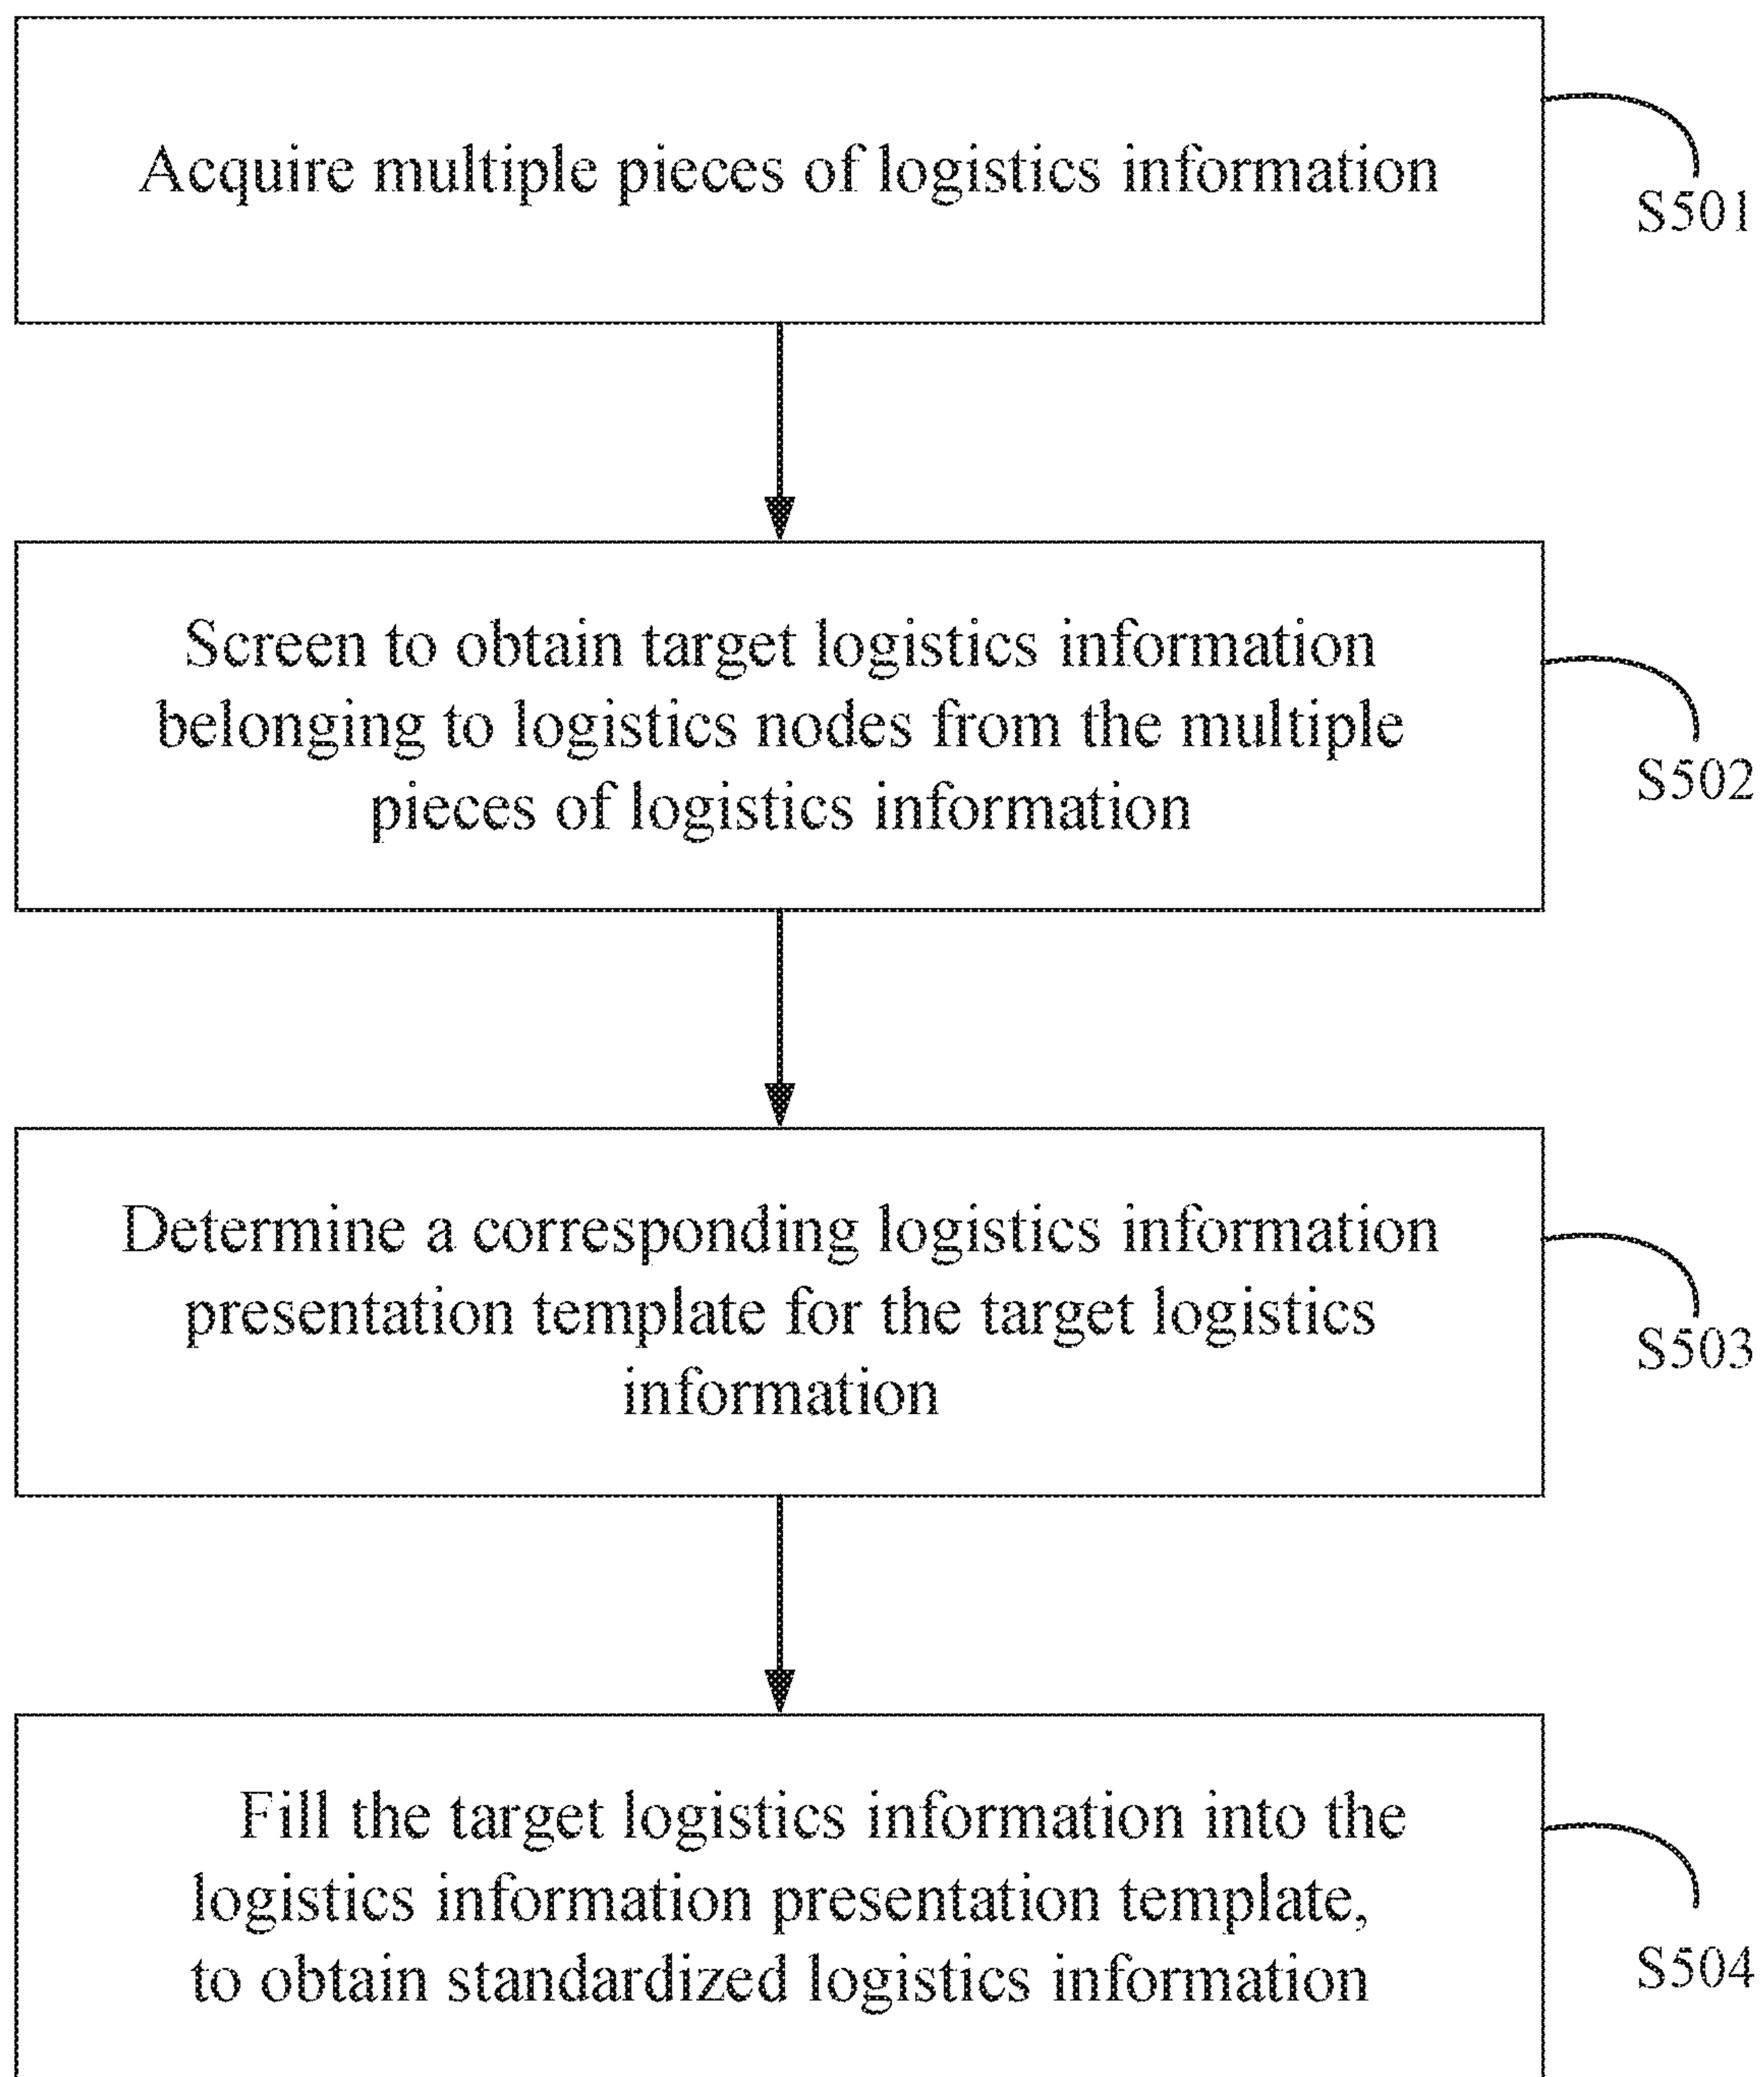 Acquire multiple pieces of logistics information
S501
Screen to obtain target logistics information
belonging to logistics nodes from the multiple
pieces of logistics information
S502
Determine a corresponding logistics information
presentation template for the target logistics
information
S503
Fill the target logistics information into the
logistics information presentation template,
to obtain standardized logistics information
S504